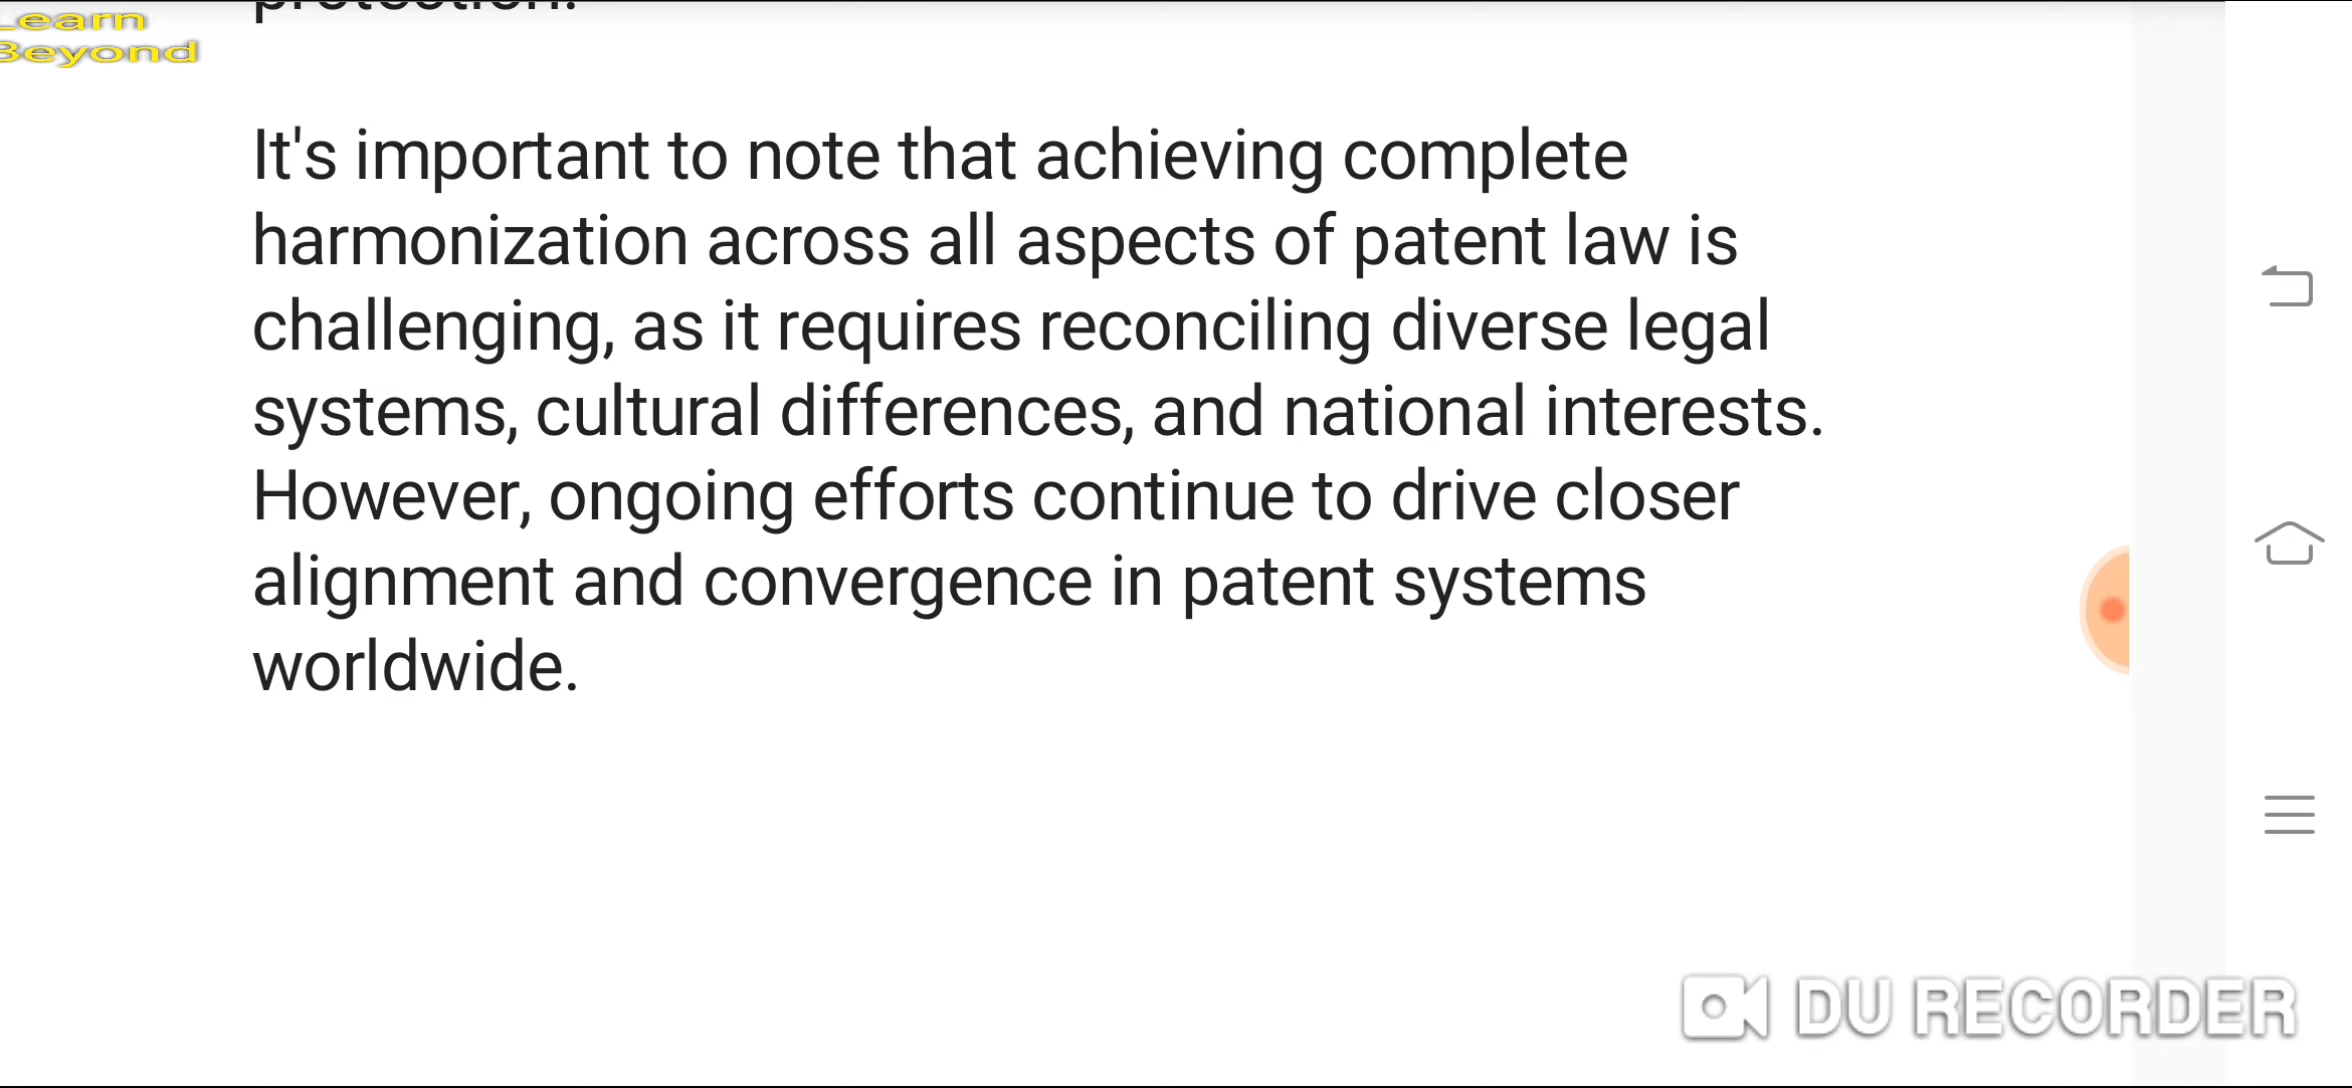 Learn
Beyond
It's important to note that achieving complete
harmonization across all aspects of patent law is
challenging, as it requires reconciling diverse legal
systems, cultural differences, and national interests.
However, ongoing efforts continue to drive closer
alignment and convergence in patent systems
worldwide.
DU RECORDER